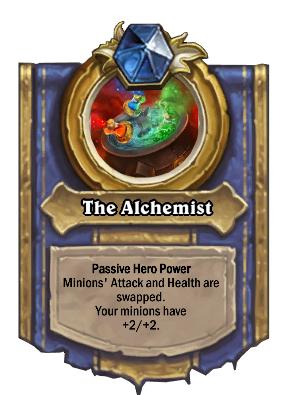 The Alchemist
Passive Hero Power
Minions' Attack and Health are
swapped.
Your minions have
+2/+2.